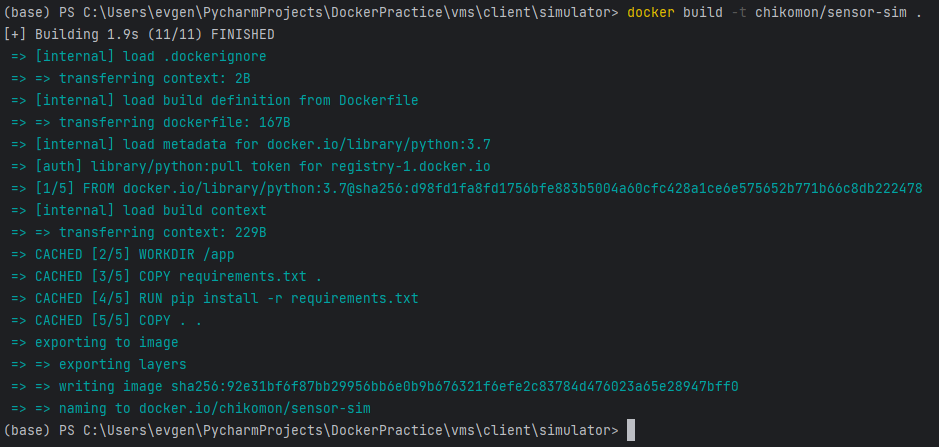 (base) PS C:\Users\evgen\PycharmProjects\DockerPractice\vms\client\simulator> docker build -t chikomon/sensor-sim .
[+] Building 1.9s (11/11) FINISHED
=> [internal] load .dockerignore
=> => transferring context: 2B
=> [internal] load build definition from Dockerfile
=> => transferring dockerfile: 167B
=> [internal] load metadata for docker.io/library/python:3.7
=> [auth] library/python:pull token for registry-1.docker.io
=> [1/5] FROM docker.io/library/python:3.7@sha256:d98fd1fa8fd1756bfe883b5004a60cfc428a1ce6e575652b771b66c8db222478
=> [internal] load build context
=> => transferring context: 229B
=> CACHED [2/5] WORKDIR /app
=> CACHED [3/5] COPY requirements.txt .
=> CACHED [4/5] RUN pip install -r requirements.txt
=> CACHED [5/5] COPY . .
=> exporting to image
=> => exporting layers
=> => writing image sha256:92e31bf6f87bb29956bb6e0b9b676321f6efe2c83784d476023a65e28947bff0
=> => naming to docker.io/chikomon/sensor-sim
(base) PS C:\Users\evgen\PycharmProjects\DockerPractice\vms\client\simulator>